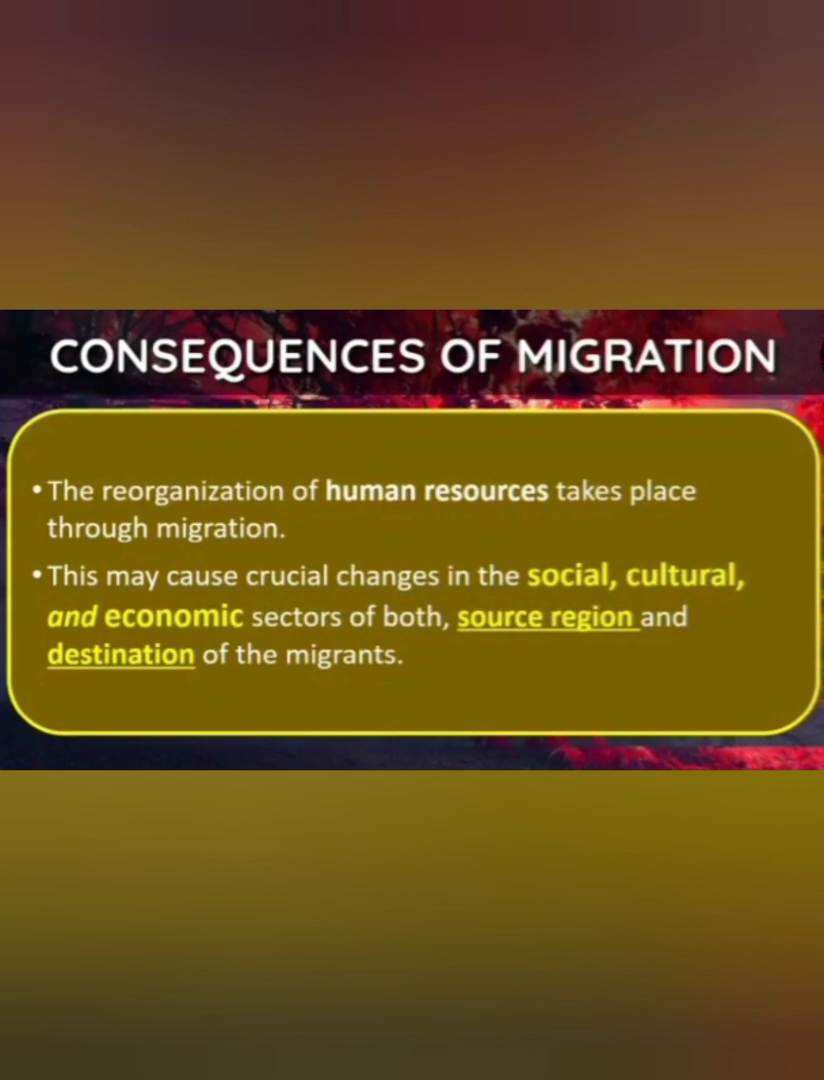 CONSEQUENCES OF MIGRATION
• The reorganization of human resources takes place
through migration.
• This may cause crucial changes in the social, cultural,
and economic sectors of both, source region and
destination of the migrants.